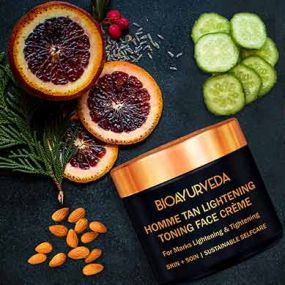 BIOAYURVEDA
HOMME TAN LIGHTENING
TONING FACE CRÈME
For Marks Lightening & Tightening
SKIN + SOIN | SUSTAINABLE SELFCARE